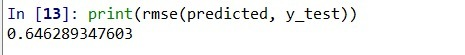 In [13]: print(rmse(predicted, y_test))
0.646289347603